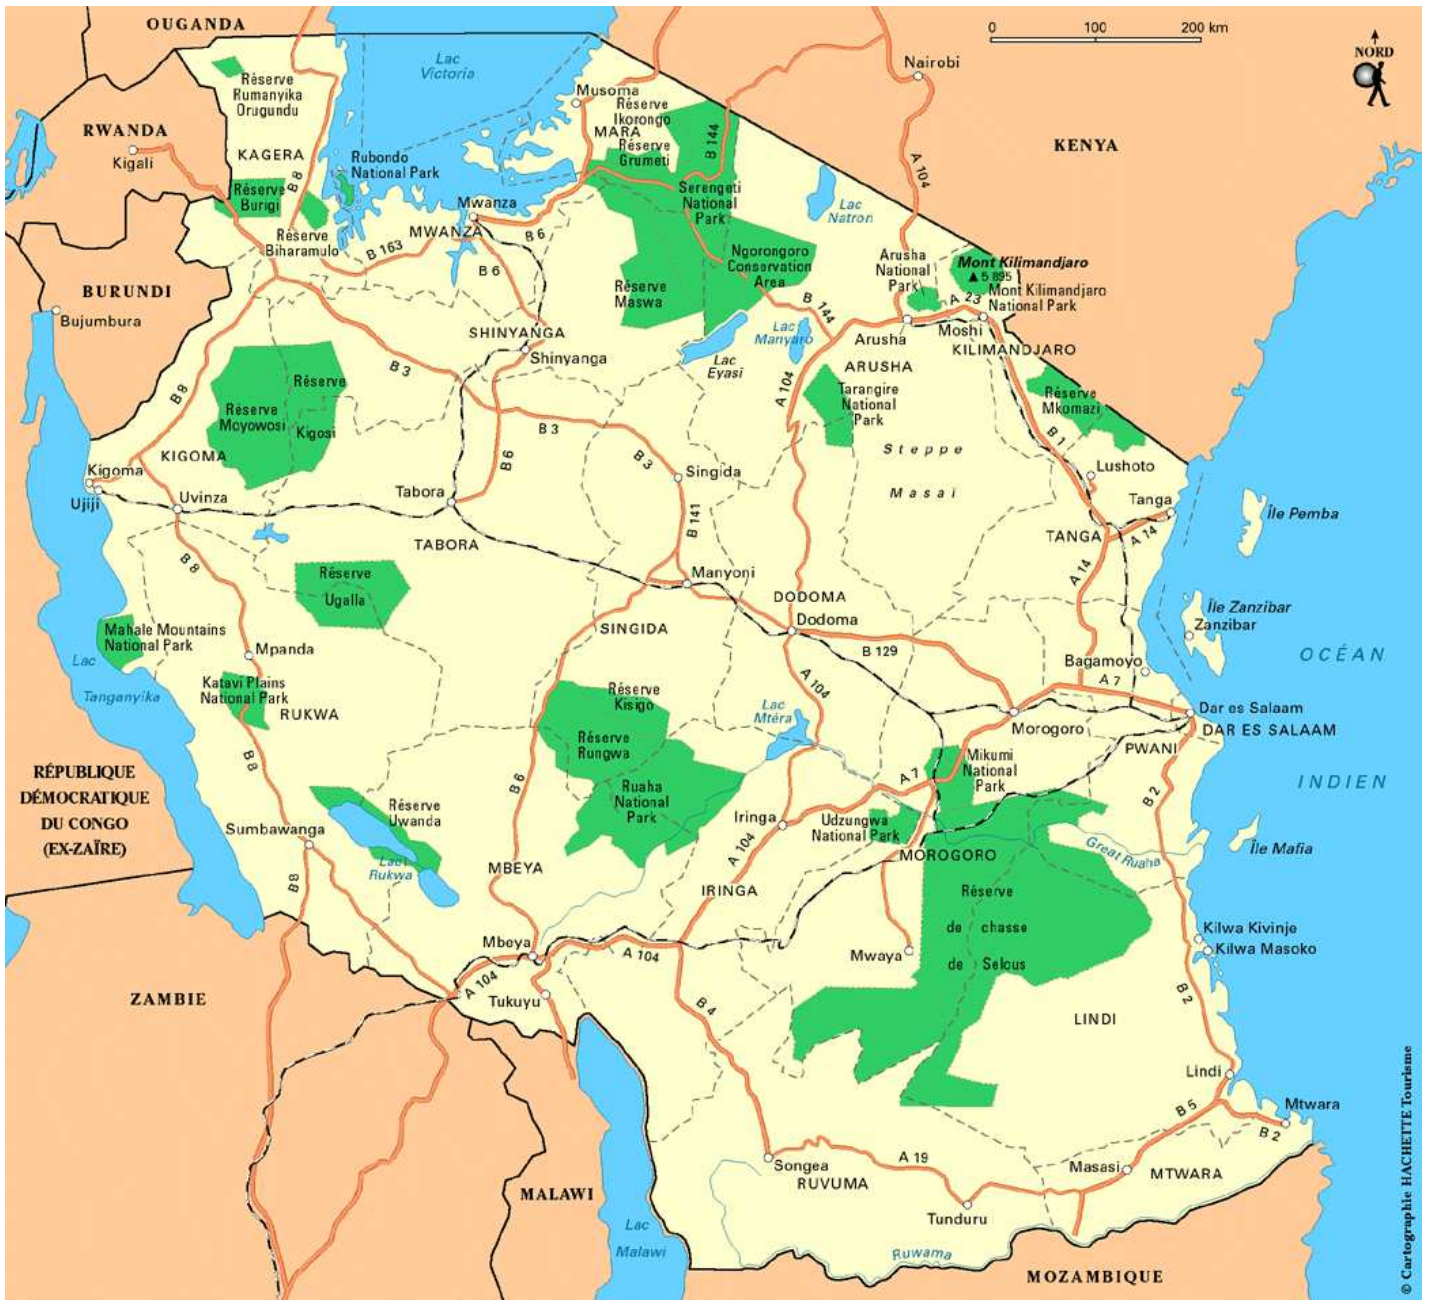 OUGANDA
0 100 200 km
NORD
Lac
Victoria
Nairobi
Réserve
Rumanyika
Orugundu
Musoma
Réserve
Ikorongo
MARA
Réserve
Grumeti
B 144
RWANDA
Kigali
KAGERA
B 8
Rubondo
National Park
KENYA
A 104
Réserve
Burigi
Serengeti
National
Park
Lac
Natron
Mwanza
MWANZA
Réserve
Biharamulo
B 163
B 6
B 6
Ngorongoro
Conservation
Area
Arusha
National
Park
Mont Kilimandjaro
▲ 5 895
Mont Kilimandjaro
National Park
A 23
Réserve
Maswa
BURUNDI
Bujumbura
B 144
Lac
Manyaro
Arusha
Moshi
KILIMANDJARO
SHINYANGA
Shinyanga
Lac
Eyasi
ARUSHA
B 3
B8
A 104
Tarangire
National
Park
Réserve
Mkomazi
Réserve
Moyowosi
Réserve
Kigosi
B 3
B 3
B 1
Steppe
Masaï
KIGOMA
Kigoma
Ujiji
Uvinza
Tabora
B6
Singida
Lushoto
Tanga
TANGA
A 14
A 14
Île Pemba
B 141
TABORA
B 8
Manyoni
Réserve
Ugalla
DODOMA
Dodoma
SINGIDA
Île Zanzibar
Zanzibar
Mahale Mountains
National Park
Mpanda
B 129
Bagamoyo
A 7
OCÉAN
Lac
Tanganyika
Katavi Plains
National Park
RUKWA
Réserve
Kisigo
A 104
Lac
Mtéra
Dar es Salaam
DAR ES SALAAM
Morogoro
PWANI
Réserve
Rungwa
B8
B 6
RÉPUBLIQUE
DÉMOCRATIQUE
DU CONGO
(EX-ZAÏRE)
Mikumi
National
Park
A 7
B 2
INDIEN
Ruaha
National
Park
Réserve
Uwanda
Sumbawanga
Iringa
Udzungwa
National Park
Île Mafia
Great Ruaha
Lac
Rukwa
B8
MBEYA
A 104
MOROGORO
IRINGA
Réserve
de chasse
de Selous
Mbeya
A 104
A 104
Mwaya
Kilwa Kivinje
Kilwa Masoko
ZAMBIE
Tukuyu
B 4
B 2
LINDI
Lindi
Mtwara
B 5
B 2
Songea
RUVUMA
A 19
Masasi
MTWARA
Tunduru
MALAWI
Lac
Malawi
Ruwama
MOZAMBIQUE
© Cartographie HACHETTE Tourisme